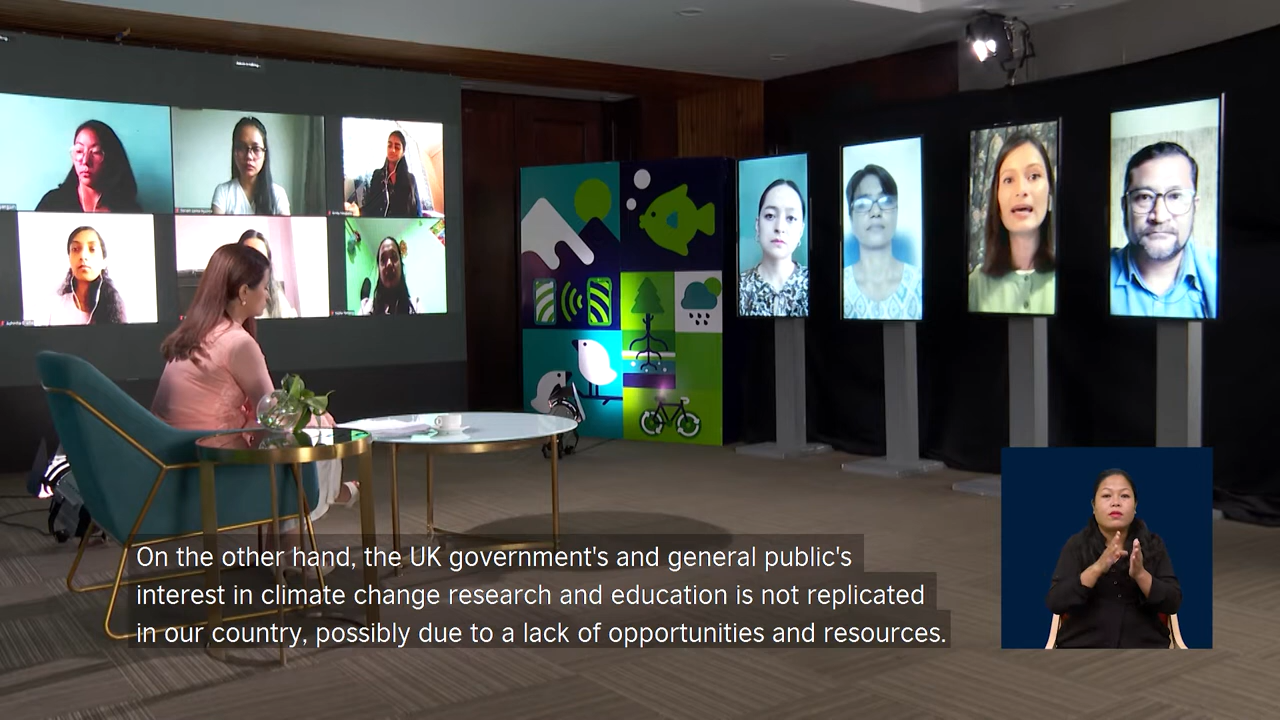 On the other hand, the UK government's and general public's
interest in climate change research and education is not replicated
in our country, possibly due to a lack of opportunities and resources.